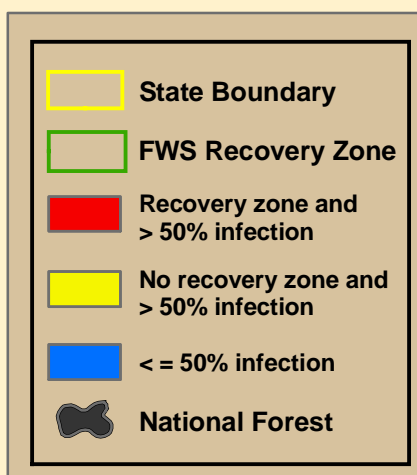 State Boundary
FWS Recovery Zone
Recovery zone and
> 50% infection
No recovery zone and
> 50% infection
< = 50% infection
National Forest